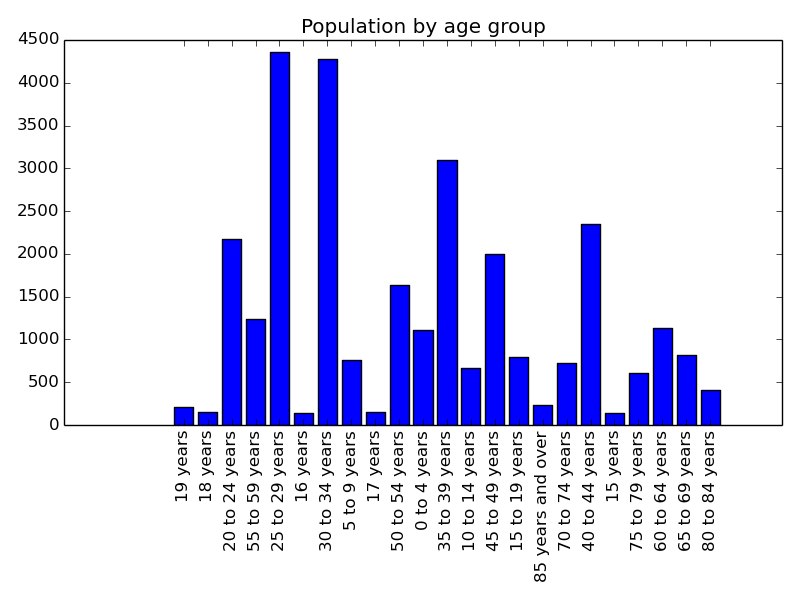 Population by age group
4500
4000
3500
3000
2500
2000
1500
1000
500
0
19 years
18 years
20 to 24 years
55 to 59 years
25 to 29 years
16 years
30 to 34 years
5 to 9 years
17 years
50 to 54 years
0 to 4 years
35 to 39 years
10 to 14 years
45 to 49 years
15 to 19 years
85 years and over
70 to 74 years
40 to 44 years
15 years
75 to 79 years
60 to 64 years
65 to 69 years
80 to 84 years